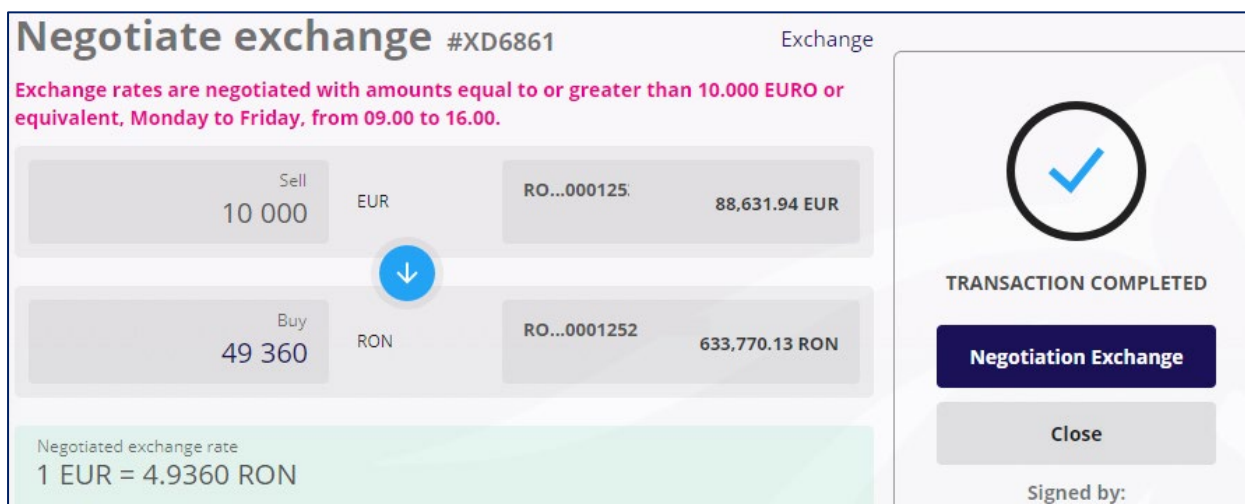 Negotiate exchange #XD6861
Exchange
Exchange rates are negotiated with amounts equal to or greater than 10.000 EURO or
equivalent, Monday to Friday, from 09.00 to 16.00.
Sell
10 000
EUR
RO...000125
88,631.94 EUR
Buy
49 360
RON
RO...0001252
633,770.13 RON
Negotiated exchange rate
1 EUR = 4.9360 RON
TRANSACTION COMPLETED
Negotiation Exchange
Close
Signed by: